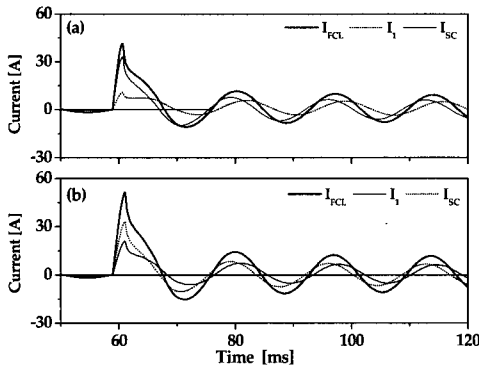 60
(a)
I_FCL I_1 I_SC
30
0
-30
Current [A]
60
(b)
I_FCL I_1 I_SC
30
0
-30
Current [A]
60 80 100 120
Time [ms]